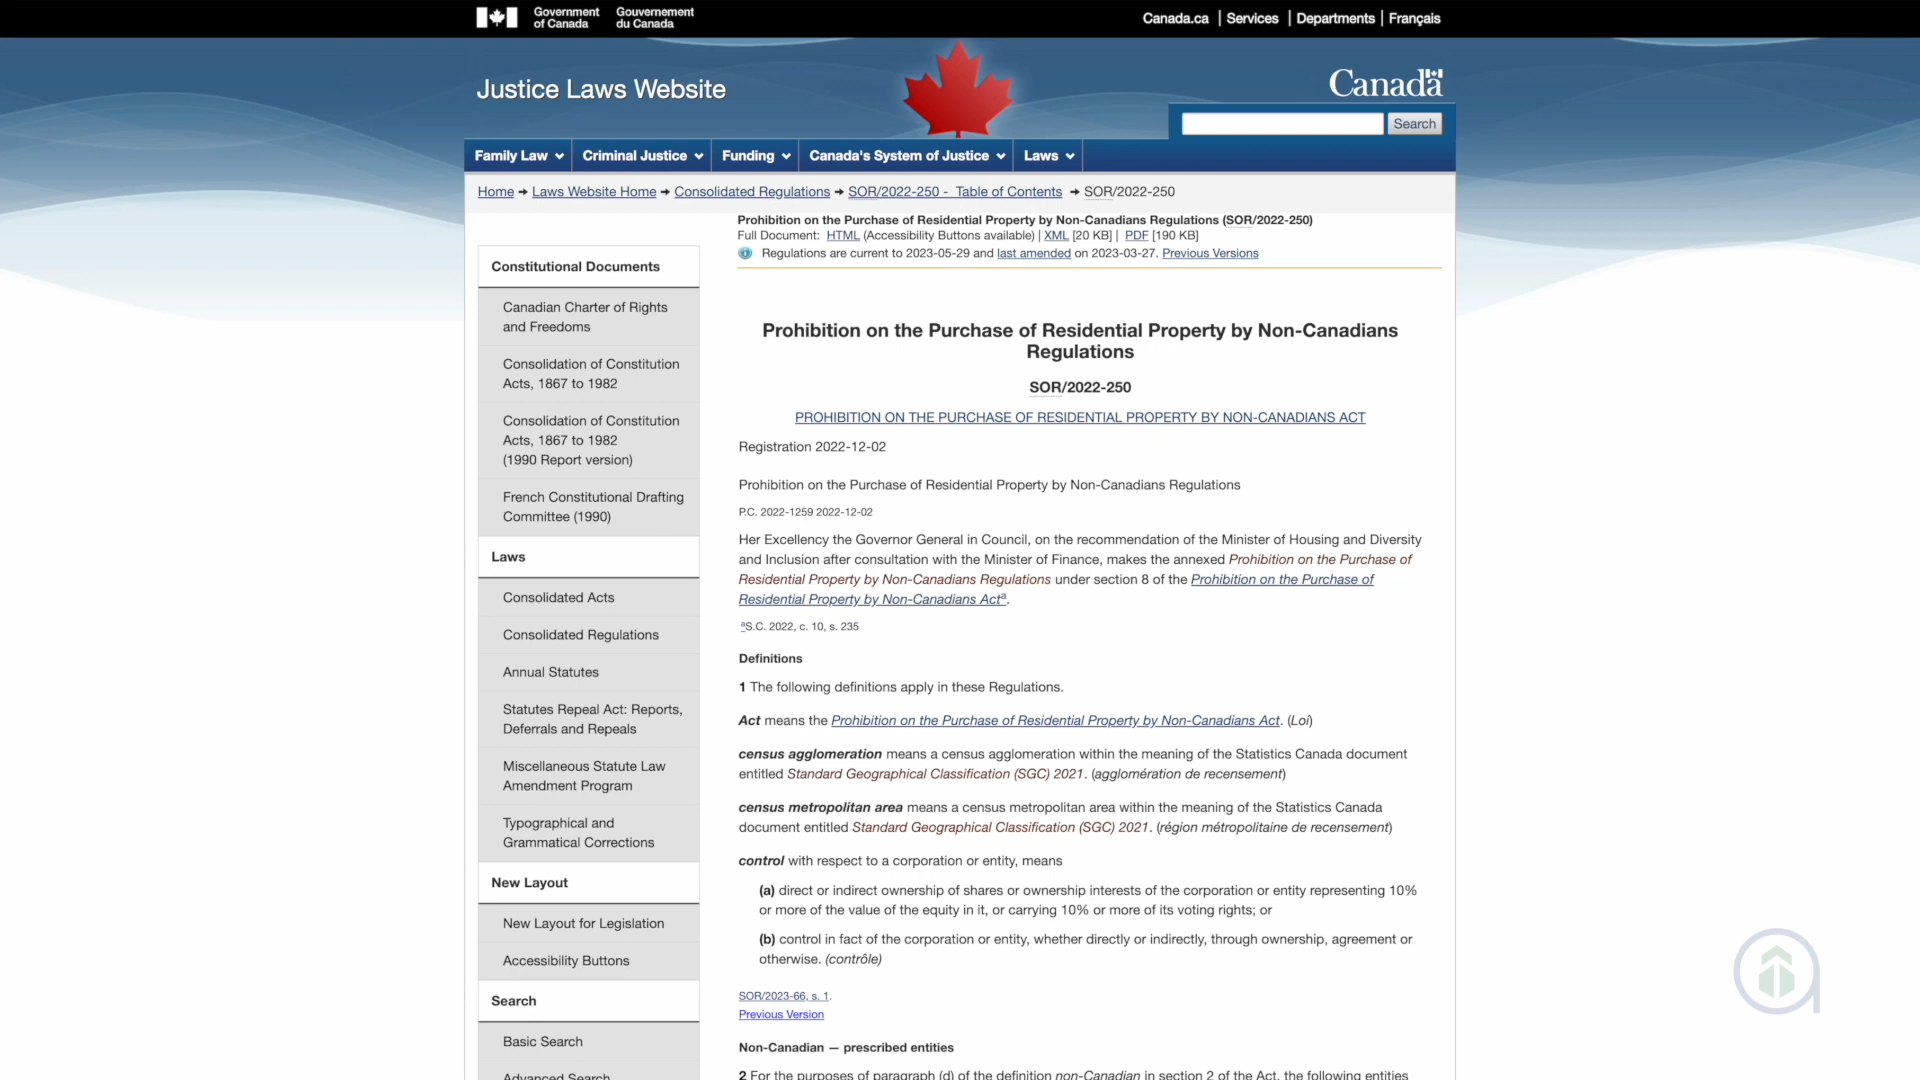 Government of Canada
Gouvernement du Canada
Canada.ca | Services | Departments | Français
Justice Laws Website
Canada
Search
Family Law
Criminal Justice
Funding
Canada's System of Justice
Laws
Home ➔ Laws Website Home ➔ Consolidated Regulations ➔ SOR/2022-250 - Table of Contents ➔ SOR/2022-250
Constitutional Documents
Canadian Charter of Rights
and Freedoms
Consolidation of Constitution
Acts, 1867 to 1982
Consolidation of Constitution
Acts, 1867 to 1982
(1990 Report version)
French Constitutional Drafting
Committee (1990)
Laws
Consolidated Acts
Consolidated Regulations
Annual Statutes
Statutes Repeal Act: Reports,
Deferrals and Repeals
Miscellaneous Statute Law
Amendment Program
Typographical and
Grammatical Corrections
New Layout
New Layout for Legislation
Accessibility Buttons
Search
Basic Search
Advanced Search
Prohibition on the Purchase of Residential Property by Non-Canadians Regulations (SOR/2022-250)
Full Document: HTML (Accessibility Buttons available) | XML [20 KB] | PDF [190 KB]
Regulations are current to 2023-05-29 and last amended on 2023-03-27. Previous Versions
Prohibition on the Purchase of Residential Property by Non-Canadians
Regulations
SOR/2022-250
PROHIBITION ON THE PURCHASE OF RESIDENTIAL PROPERTY BY NON-CANADIANS ACT
Registration 2022-12-02
Prohibition on the Purchase of Residential Property by Non-Canadians Regulations
P.C. 2022-1259 2022-12-02
Her Excellency the Governor General in Council, on the recommendation of the Minister of Housing and Diversity
and Inclusion after consultation with the Minister of Finance, makes the annexed Prohibition on the Purchase of
Residential Property by Non-Canadians Regulations under section 8 of the Prohibition on the Purchase of
Residential Property by Non-Canadians Actᵃ.
ᵃS.C. 2022, c. 10, s. 235
Definitions
1 The following definitions apply in these Regulations.
Act means the Prohibition on the Purchase of Residential Property by Non-Canadians Act. (Loi)
census agglomeration means a census agglomeration within the meaning of the Statistics Canada document
entitled Standard Geographical Classification (SGC) 2021. (agglomération de recensement)
census metropolitan area means a census metropolitan area within the meaning of the Statistics Canada
document entitled Standard Geographical Classification (SGC) 2021. (région métropolitaine de recensement)
control with respect to a corporation or entity, means
(a) direct or indirect ownership of shares or ownership interests of the corporation or entity representing 10%
or more of the value of the equity in it, or carrying 10% or more of its voting rights; or
(b) control in fact of the corporation or entity, whether directly or indirectly, through ownership, agreement or
otherwise. (contrôle)
SOR/2023-66, s. 1.
Previous Version
Non-Canadian — prescribed entities
2 For the purposes of paragraph (d) of the definition non-Canadian in section 2 of the Act, the following entities